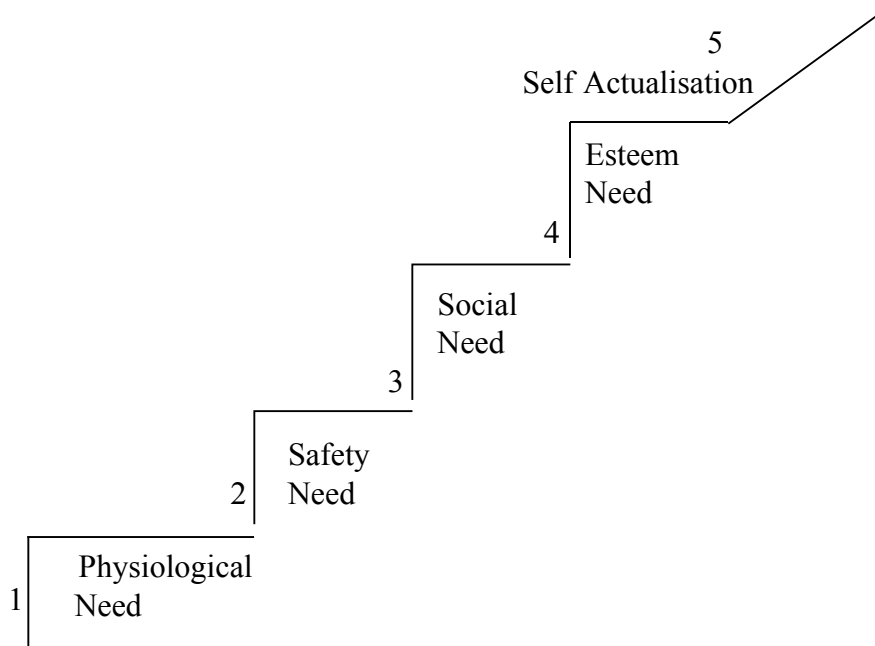 5
Self Actualisation
Esteem
Need
4
Social
Need
3
Safety
Need
2
Physiological
Need
1